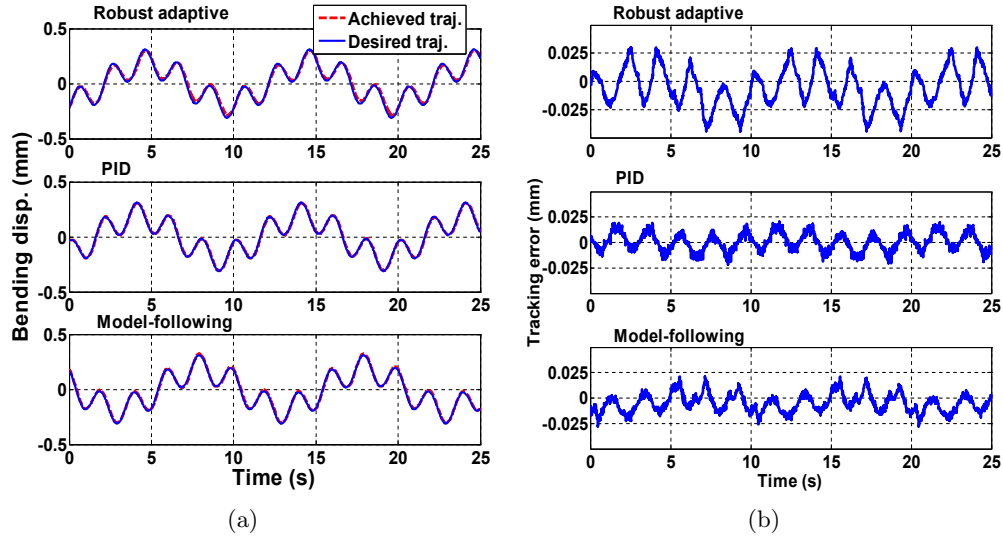 Robust adaptive
Achieved traj.
Desired traj.
0.5
0
-0.5
0 5 10 15 20 25
PID
0.5
0
-0.5
0 5 10 15 20 25
Model-following
0.5
0
-0.5
0 5 10 15 20 25
Bending disp. (mm)
Time (s)
(a)
Robust adaptive
0.025
0
-0.025
0 5 10 15 20 25
PID
0.025
0
-0.025
0 5 10 15 20 25
Model-following
0.025
0
-0.025
0 5 10 15 20 25
Tracking error (mm)
Time (s)
(b)